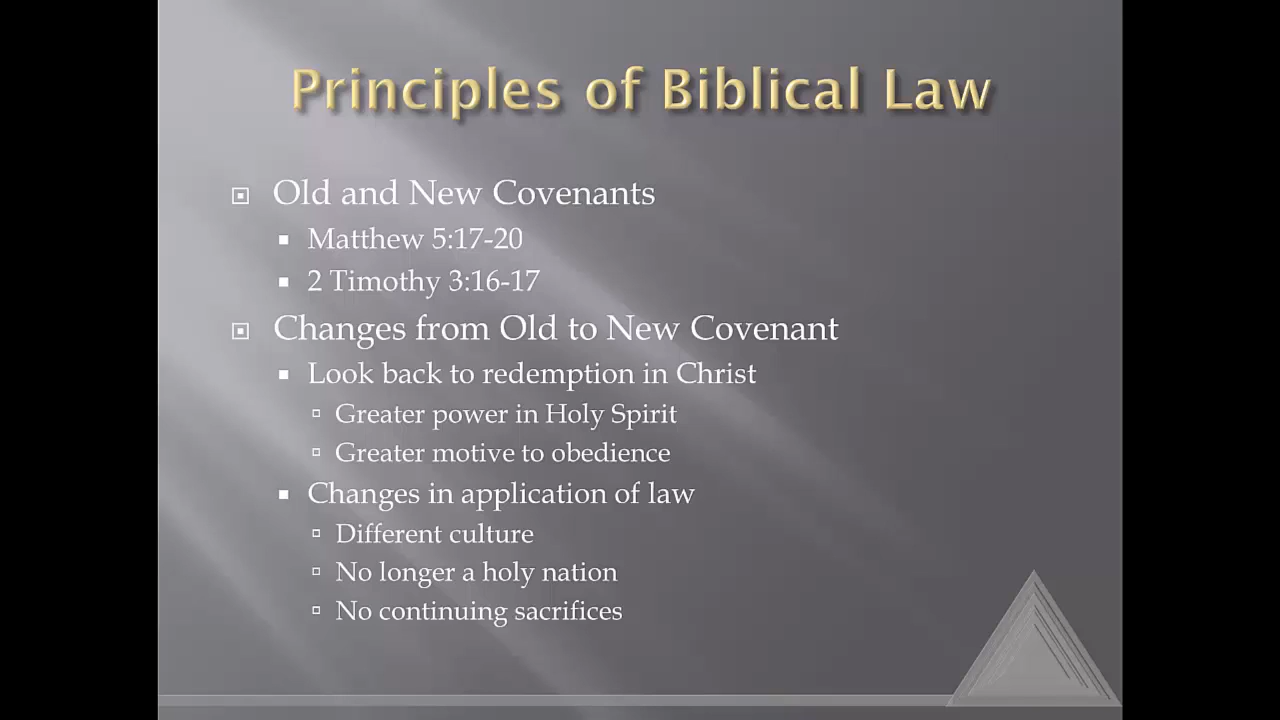 Principles of Biblical Law
Old and New Covenants
Matthew 5:17-20
2 Timothy 3:16-17
Changes from Old to New Covenant
Look back to redemption in Christ
Greater power in Holy Spirit
Greater motive to obedience
Changes in application of law
Different culture
No longer a holy nation
No continuing sacrifices